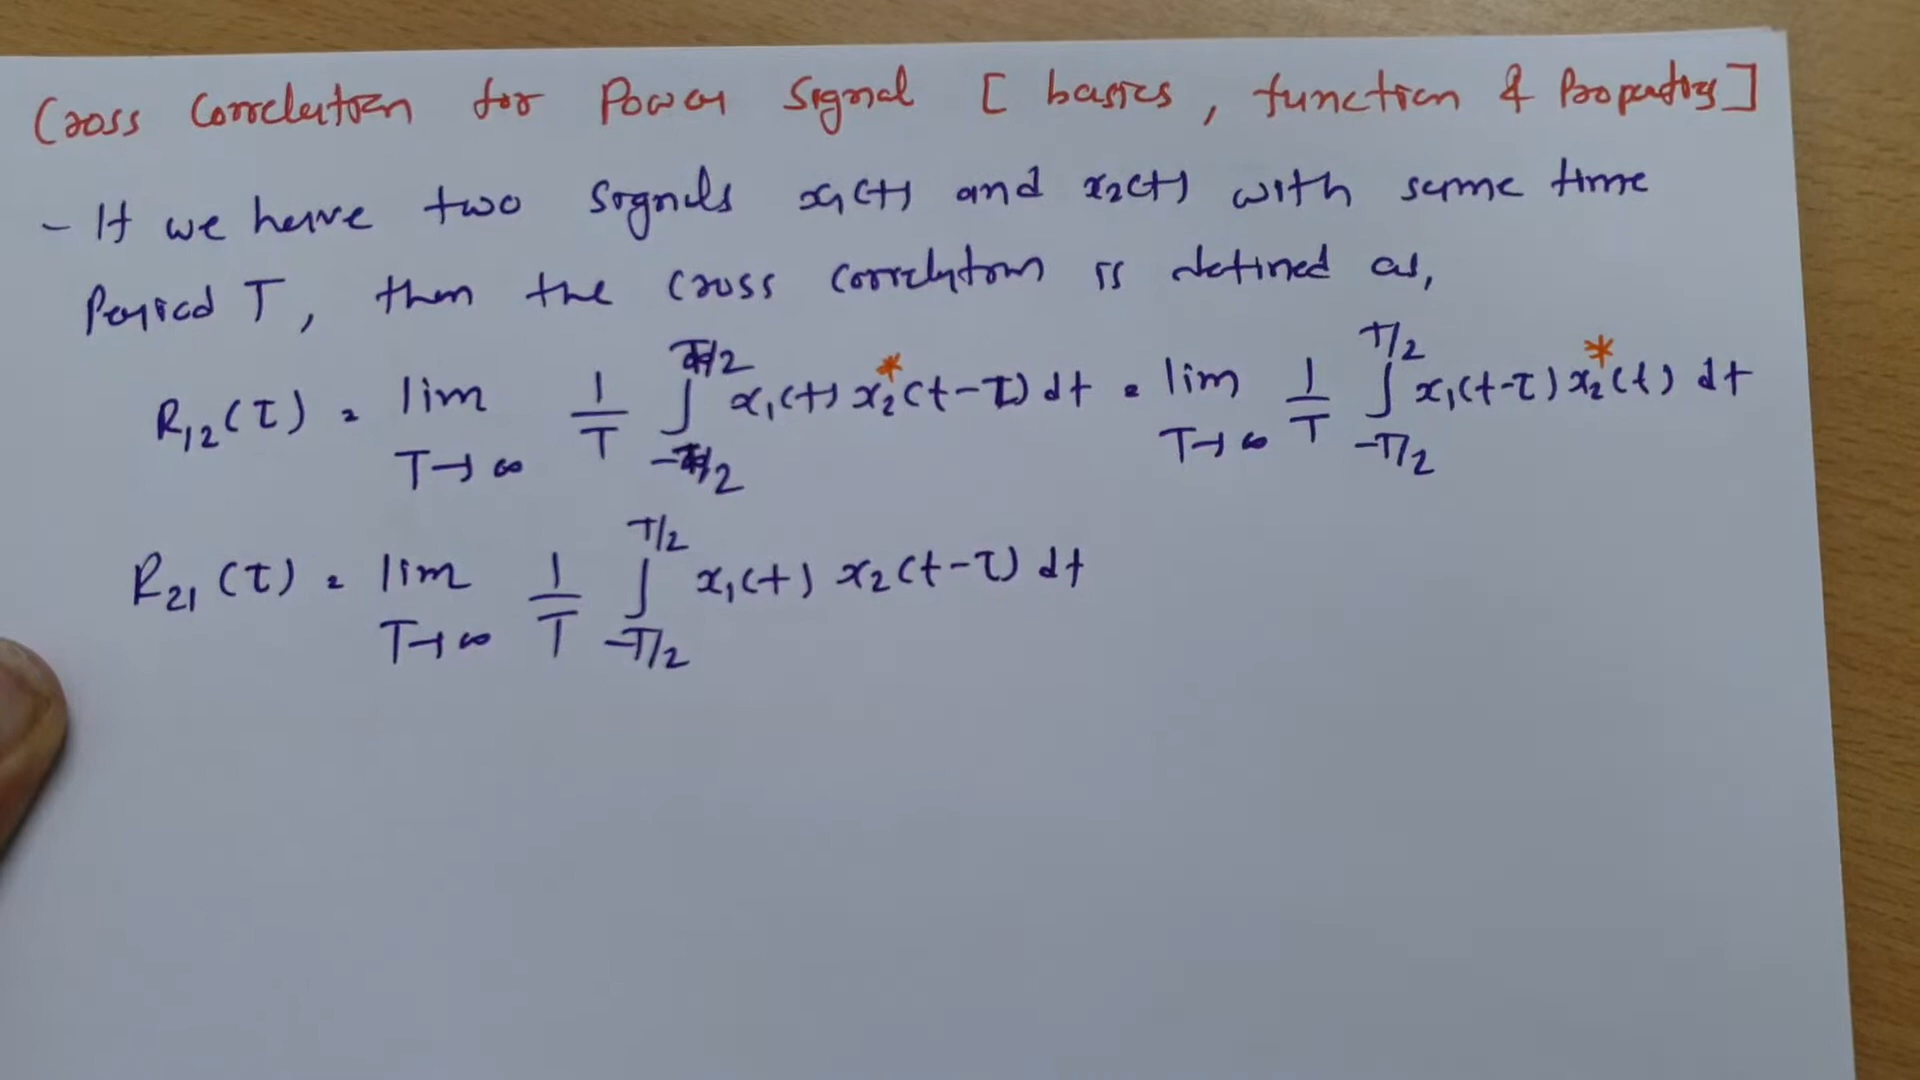 Cross Correlation for Power Signal [ basics , function & Properties ]
- If we have two signals x₁(t) and x₂(t) with same time
Period T , then the cross correlation is defined as,
R₁₂(τ) = lim T→∞ 1/T ∫_{-T/2}^{T/2} x₁(t) x₂*(t-τ) dt = lim T→∞ 1/T ∫_{-T/2}^{T/2} x₁(t-τ) x₂*(t) dt
R₂₁(τ) = lim T→∞ 1/T ∫_{-T/2}^{T/2} x₁(t) x₂(t-τ) dt